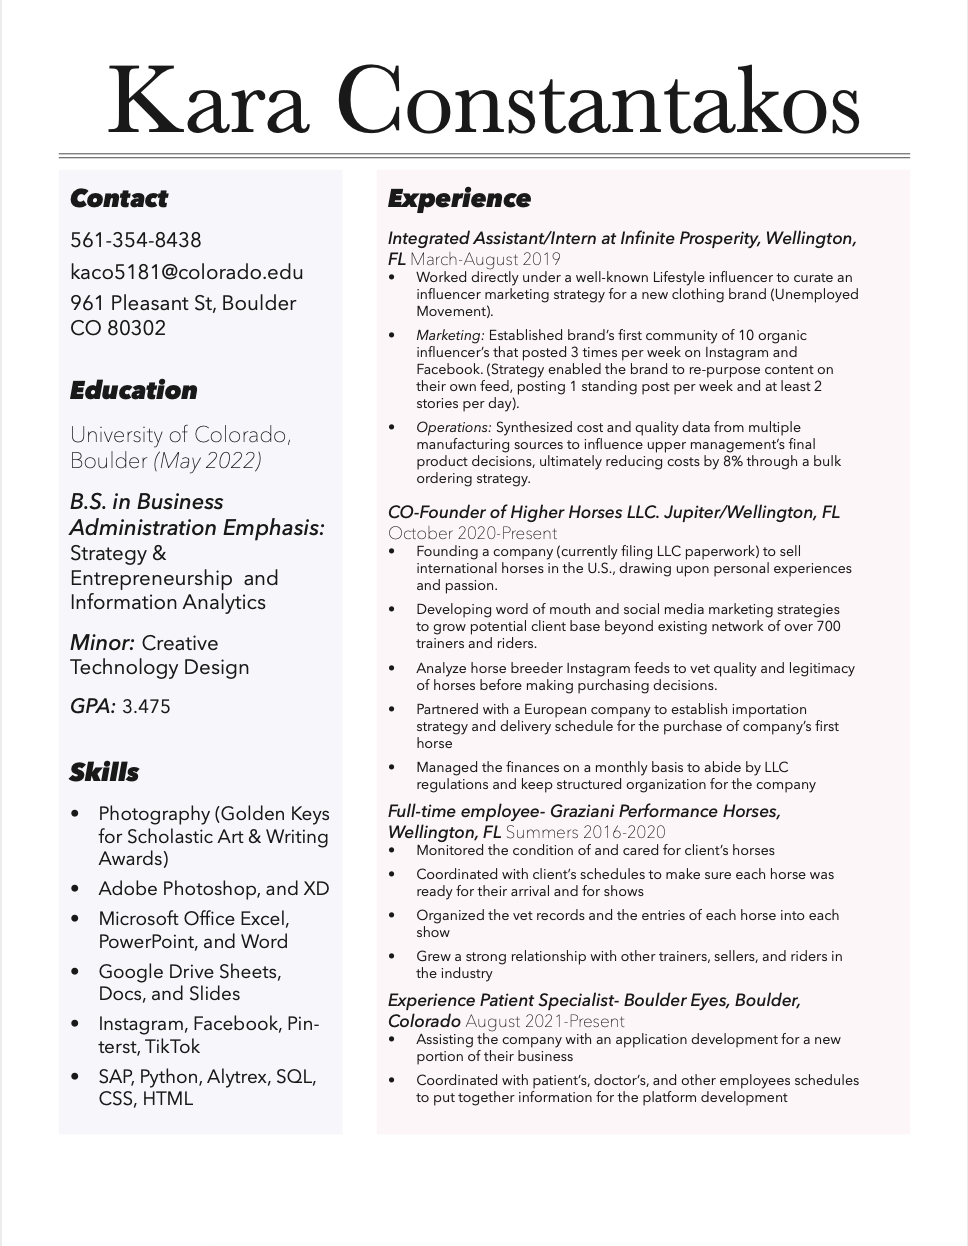 Kara Constantakos
Contact
561-354-8438
kaco5181@colorado.edu
961 Pleasant St, Boulder
CO 80302
Education
University of Colorado,
Boulder (May 2022)
B.S. in Business
Administration Emphasis:
Strategy &
Entrepreneurship  and
Information Analytics
Minor: Creative
Technology Design
GPA: 3.475
Skills
• Photography (Golden Keys
for Scholastic Art & Writing
Awards)
• Adobe Photoshop, and XD
• Microsoft Office Excel,
PowerPoint, and Word
• Google Drive Sheets,
Docs, and Slides
• Instagram, Facebook, Pin-
terst, TikTok
• SAP, Python, Alytrex, SQL,
CSS, HTML
Experience
Integrated Assistant/Intern at Infinite Prosperity, Wellington,
FL March-August 2019
• Worked directly under a well-known Lifestyle influencer to curate an
influencer marketing strategy for a new clothing brand (Unemployed
Movement).
• Marketing: Established brand's first community of 10 organic
influencer's that posted 3 times per week on Instagram and
Facebook. (Strategy enabled the brand to re-purpose content on
their own feed, posting 1 standing post per week and at least 2
stories per day).
• Operations: Synthesized cost and quality data from multiple
manufacturing sources to influence upper management's final
product decisions, ultimately reducing costs by 8% through a bulk
ordering strategy.
CO-Founder of Higher Horses LLC. Jupiter/Wellington, FL
October 2020-Present
• Founding a company (currently filing LLC paperwork) to sell
international horses in the U.S., drawing upon personal experiences
and passion.
• Developing word of mouth and social media marketing strategies
to grow potential client base beyond existing network of over 700
trainers and riders.
• Analyze horse breeder Instagram feeds to vet quality and legitimacy
of horses before making purchasing decisions.
• Partnered with a European company to establish importation
strategy and delivery schedule for the purchase of company's first
horse
• Managed the finances on a monthly basis to abide by LLC
regulations and keep structured organization for the company
Full-time employee- Graziani Performance Horses,
Wellington, FL Summers 2016-2020
• Monitored the condition of and cared for client's horses
• Coordinated with client's schedules to make sure each horse was
ready for their arrival and for shows
• Organized the vet records and the entries of each horse into each
show
• Grew a strong relationship with other trainers, sellers, and riders in
the industry
Experience Patient Specialist- Boulder Eyes, Boulder,
Colorado August 2021-Present
• Assisting the company with an application development for a new
portion of their business
• Coordinated with patient's, doctor's, and other employees schedules
to put together information for the platform development